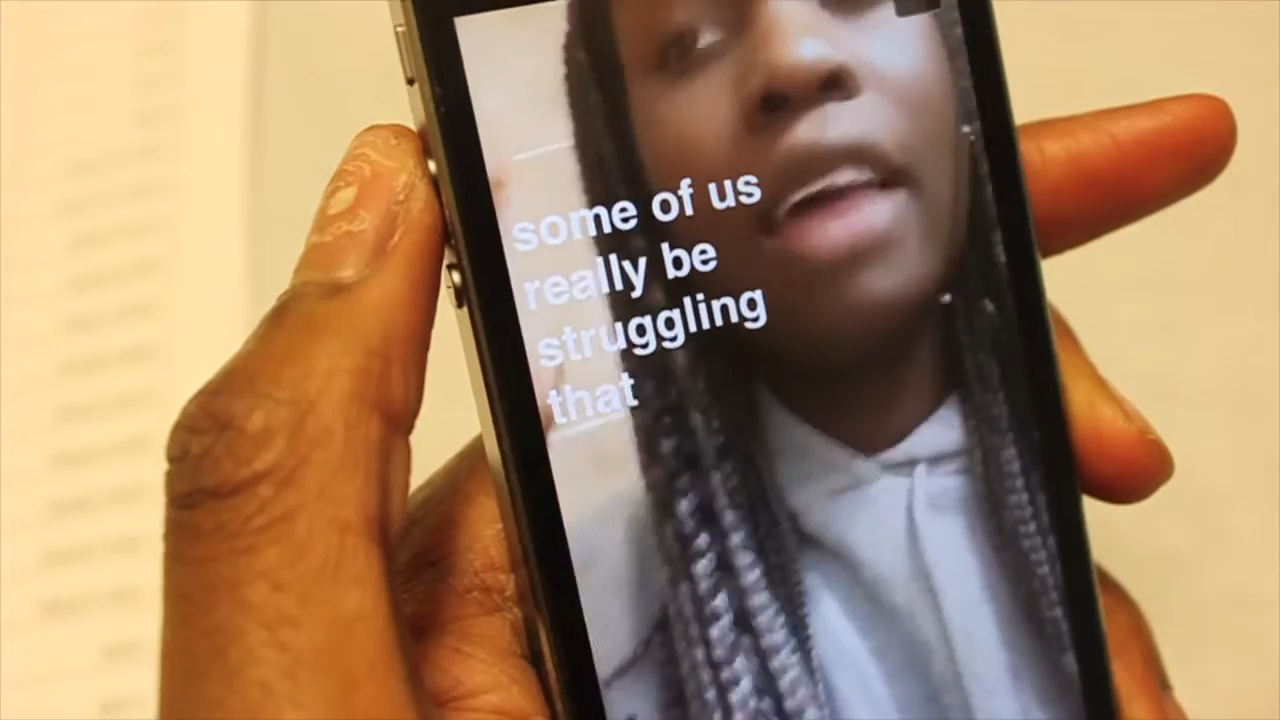 some of us
really be
struggling
that